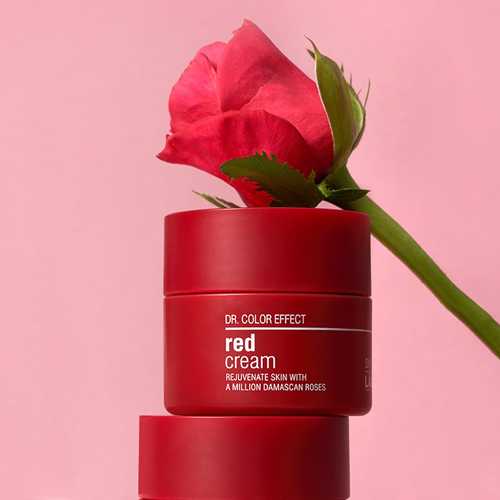 DR. COLOR EFFECT
red
cream
REJUVENATE SKIN WITH
A MILLION DAMASCAN ROSES